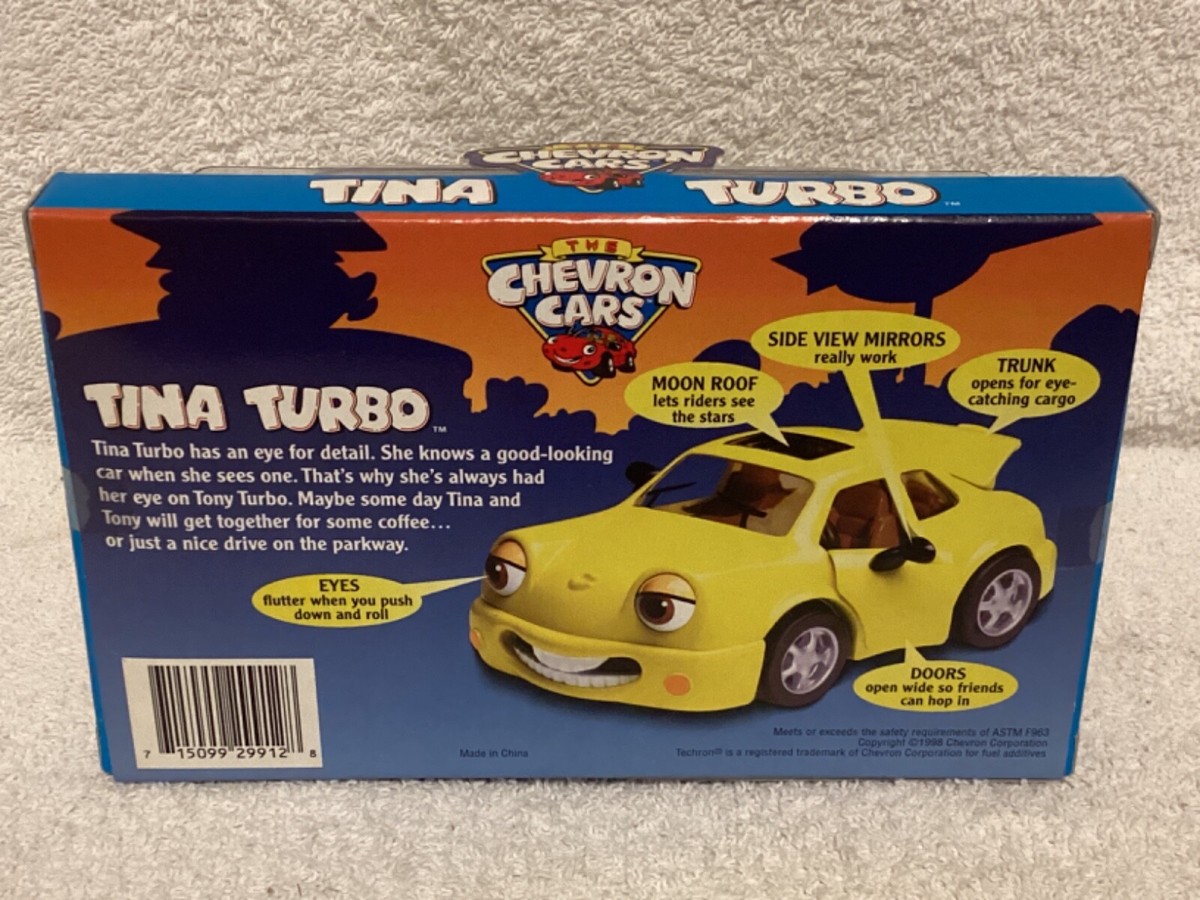 THE
CHEVRON
CARS
TINA TURBO™
THE
CHEVRON
CARS
SIDE VIEW MIRRORS
really work
MOON ROOF
lets riders see
the stars
TRUNK
opens for eye-
catching cargo
TINA TURBO™
Tina Turbo has an eye for detail. She knows a good-looking
car when she sees one. That's why she's always had
her eye on Tony Turbo. Maybe some day Tina and
Tony will get together for some coffee...
or just a nice drive on the parkway.
EYES
flutter when you push
down and roll
DOORS
open wide so friends
can hop in
7 15099 29912 8
Made in China
Meets or exceeds the safety requirements of ASTM F963
Copyright ©1998 Chevron Corporation
Techron® is a registered trademark of Chevron Corporation for fuel additives